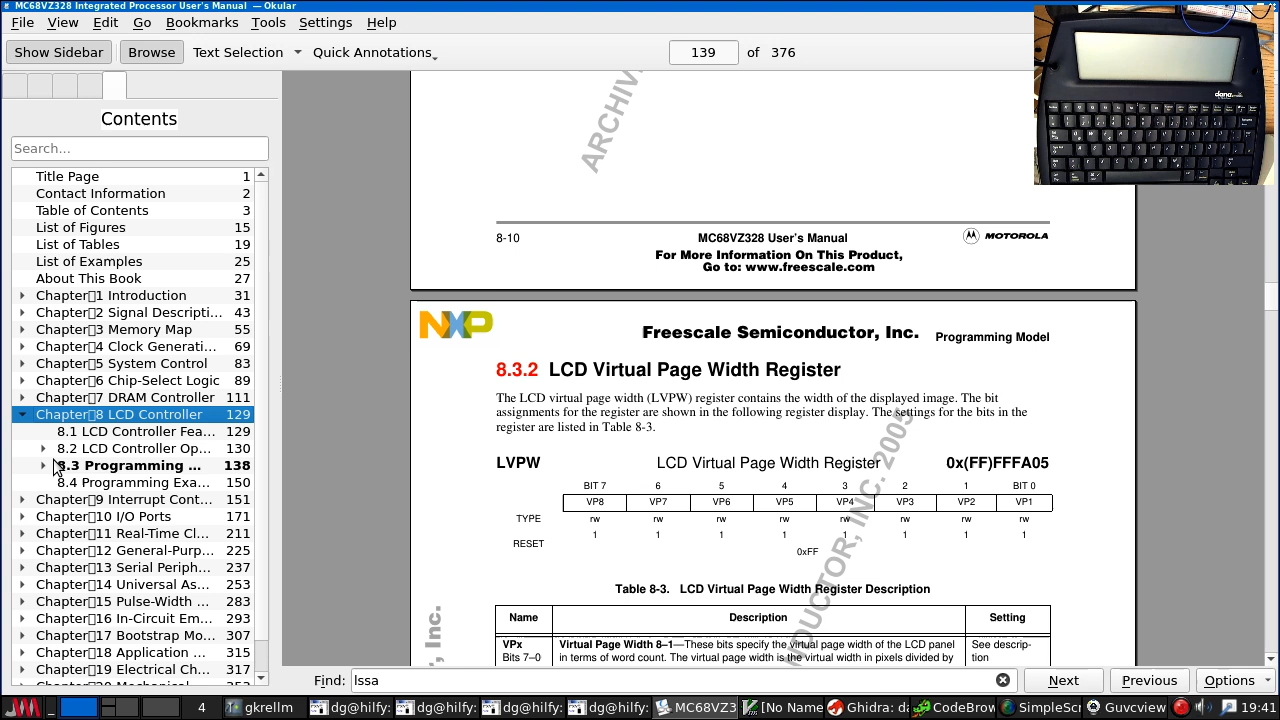 MC68VZ328 Integrated Processor User's Manual — Okular
File View Edit Go Bookmarks Tools Settings Help
Show Sidebar Browse Text Selection Quick Annotations 139 of 376
Contents
Search...
Title Page 1
Contact Information 2
Table of Contents 3
List of Figures 15
List of Tables 19
List of Examples 25
About This Book 27
Chapter 1 Introduction 31
Chapter 2 Signal Descripti... 43
Chapter 3 Memory Map 55
Chapter 4 Clock Generati... 69
Chapter 5 System Control 83
Chapter 6 Chip-Select Logic 89
Chapter 7 DRAM Controller 111
Chapter 8 LCD Controller 129
8.1 LCD Controller Fea... 129
8.2 LCD Controller Op... 130
8.3 Programming ... 138
8.4 Programming Exa... 150
Chapter 9 Interrupt Cont... 151
Chapter 10 I/O Ports 171
Chapter 11 Real-Time Cl... 211
Chapter 12 General-Purp... 225
Chapter 13 Serial Periph... 237
Chapter 14 Universal As... 253
Chapter 15 Pulse-Width ... 283
Chapter 16 In-Circuit Em... 293
Chapter 17 Bootstrap Mo... 307
Chapter 18 Application ... 315
Chapter 19 Electrical Ch... 317
ARCHIV
8-10 MC68VZ328 User's Manual MOTOROLA
For More Information On This Product,
Go to: www.freescale.com
NXP Freescale Semiconductor, Inc. Programming Model
8.3.2 LCD Virtual Page Width Register
The LCD virtual page width (LVPW) register contains the width of the displayed image. The bit
assignments for the register are shown in the following register display. The settings for the bits in
register are listed in Table 8-3.
LVPW LCD Virtual Page Width Register 0x(FF)FFFA05
BIT 7 6 5 4 3 2 1 BIT 0
VP8 VP7 VP6 VP5 VP4 VP3 VP2 VP1
TYPE rw rw rw rw rw rw rw rw
1 1 1 1 1 1 1 1
RESET
0xFF
Table 8-3. LCD Virtual Page Width Register Description
Name Description Setting
VPx Virtual Page Width 8–1—These bits specify the virtual page width of the LCD panel See descrip-
Bits 7–0 in terms of word count. The virtual page width is the virtual width in pixels divided by tion
, Inc.
NDUCTOR, INC. 2005
dana
Find: lssa Next Previous Options
4 gkrellm dg@hilfy: dg@hilfy: dg@hilfy: dg@hilfy: MC68VZ3 [No Name Ghidra: da CodeBrow SimpleScr Guvcview 19:41